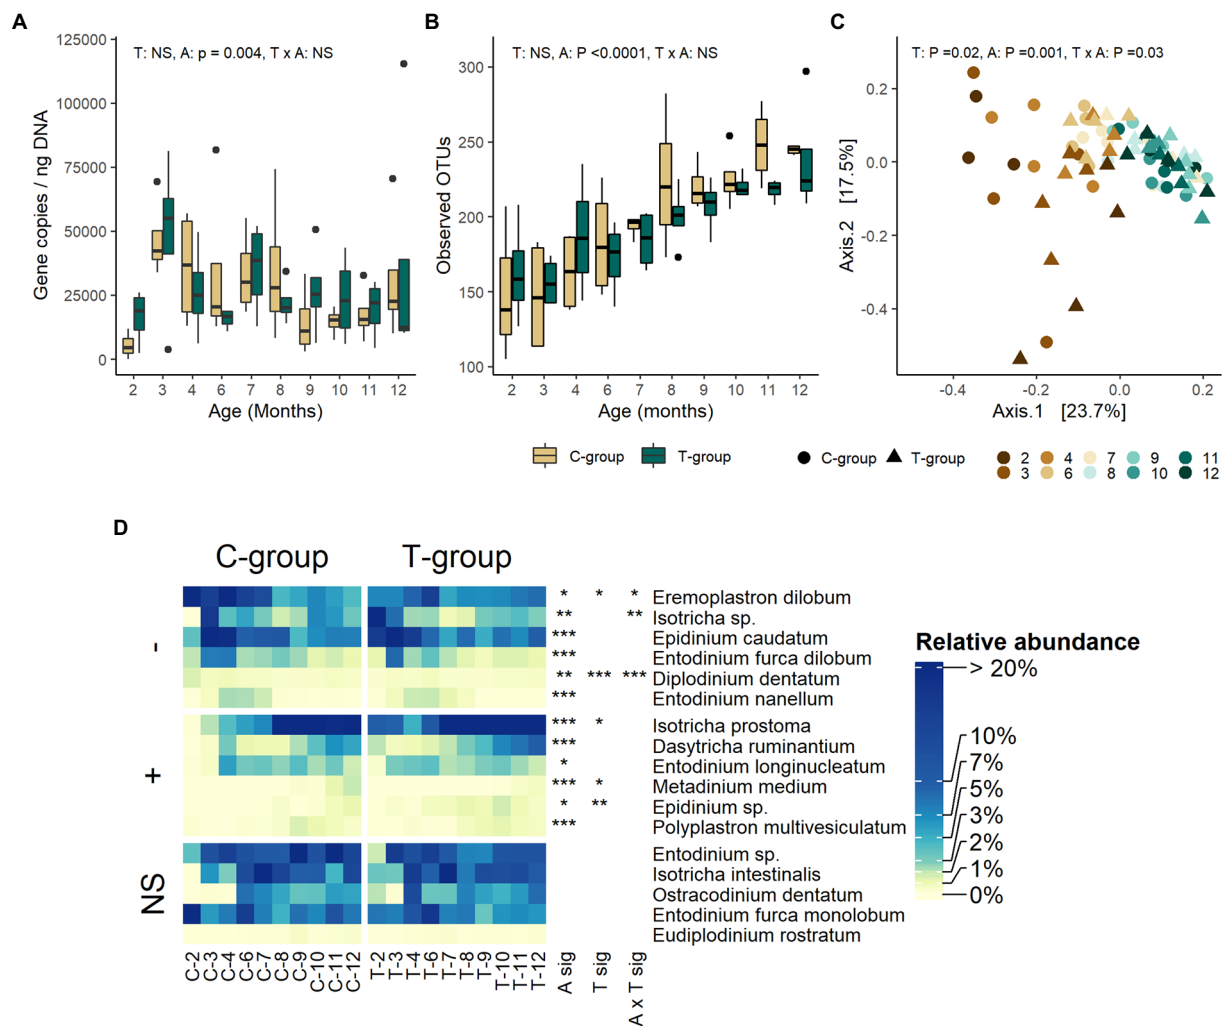 A
T: NS, A: p = 0.004, T x A: NS
Gene copies / ng DNA
125000
100000
75000
50000
25000
0
2 3 4 6 7 8 9 10 11 12
Age (Months)
B
T: NS, A: P <0.0001, T x A: NS
Observed OTUs
300
250
200
150
100
2 3 4 6 7 8 9 10 11 12
Age (months)
C
T: P =0.02, A: P =0.001, T x A: P =0.03
Axis.2 [17.5%]
0.2
0.0
-0.2
-0.4
-0.4 -0.2 0.0 0.2
Axis.1 [23.7%]
C-group T-group
C-group T-group
2 4 7 9 11
3 6 8 10 12
D
C-group T-group
-
* * * Eremoplastron dilobum
** ** Isotricha sp.
*** Epidinium caudatum
*** Entodinium furca dilobum
** *** *** Diplodinium dentatum
*** Entodinium nanellum
+
*** * Isotricha prostoma
*** Dasytricha ruminantium
* Entodinium longinucleatum
*** * Metadinium medium
* ** Epidinium sp.
*** Polyplastron multivesiculatum
NS
Entodinium sp.
Isotricha intestinalis
Ostracodinium dentatum
Entodinium furca monolobum
Eudiplodinium rostratum
C-2 C-3 C-4 C-6 C-7 C-8 C-9 C-10 C-11 C-12 T-2 T-3 T-4 T-6 T-7 T-8 T-9 T-10 T-11 T-12 A sig T sig A x T sig
Relative abundance
> 20%
10%
7%
5%
3%
2%
1%
0%